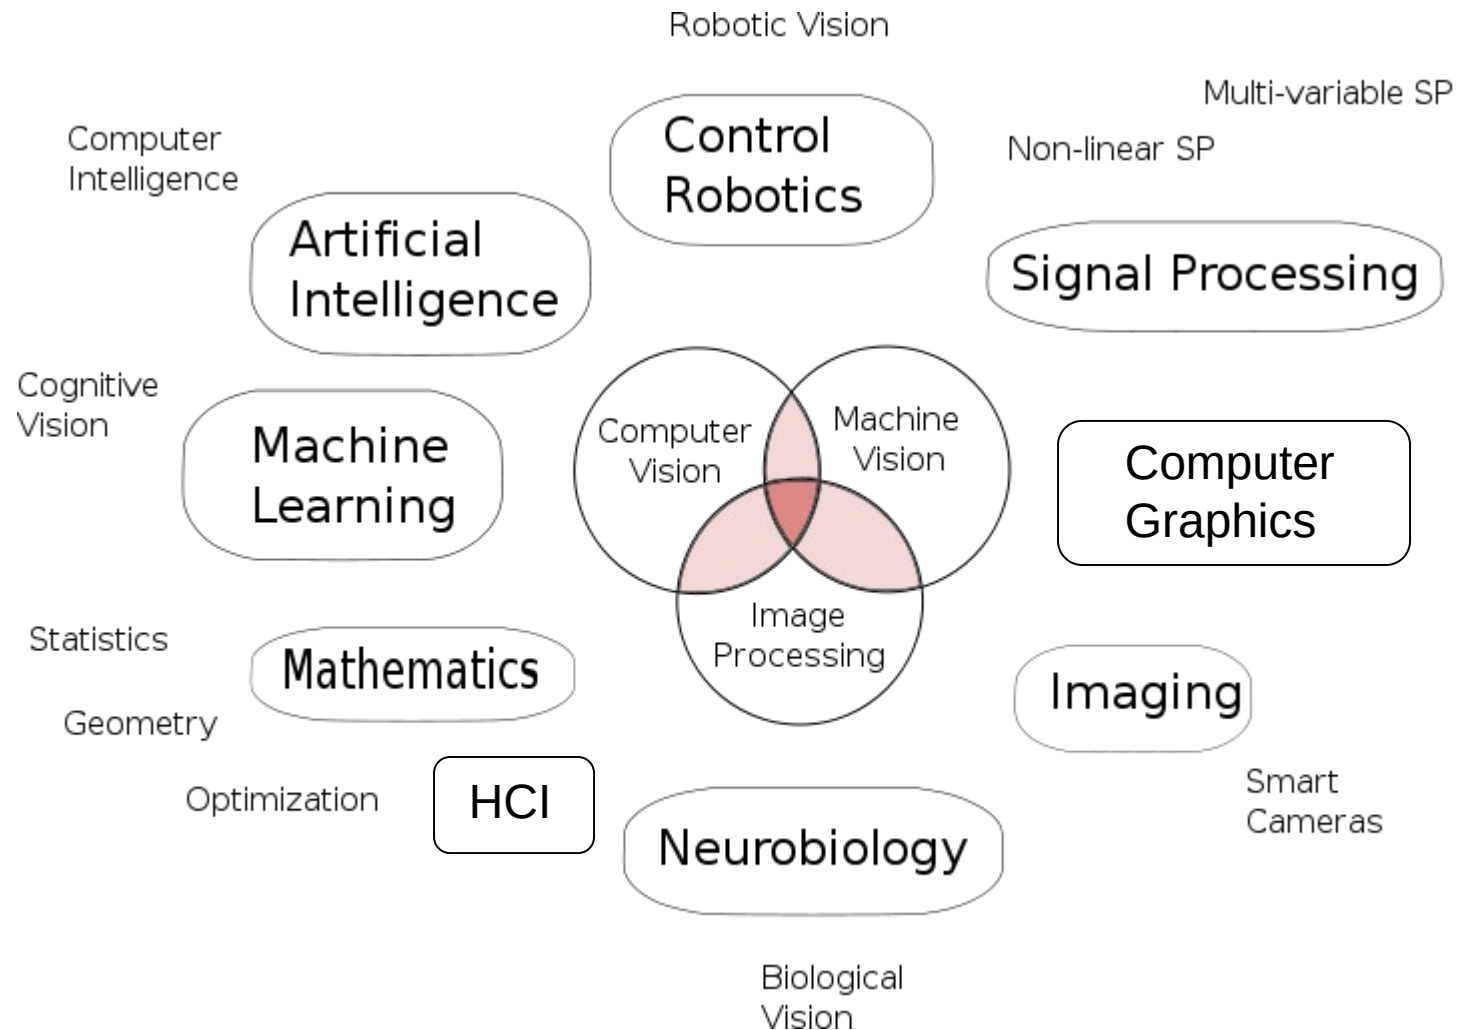 Robotic Vision
Multi-variable SP
Non-linear SP
Computer
Intelligence
Control
Robotics
Artificial
Intelligence
Signal Processing
Cognitive
Vision
Machine
Learning
Computer
Vision
Machine
Vision
Computer
Graphics
Image
Processing
Statistics
Mathematics
Geometry
Imaging
Optimization
HCI
Smart
Cameras
Neurobiology
Biological
Vision